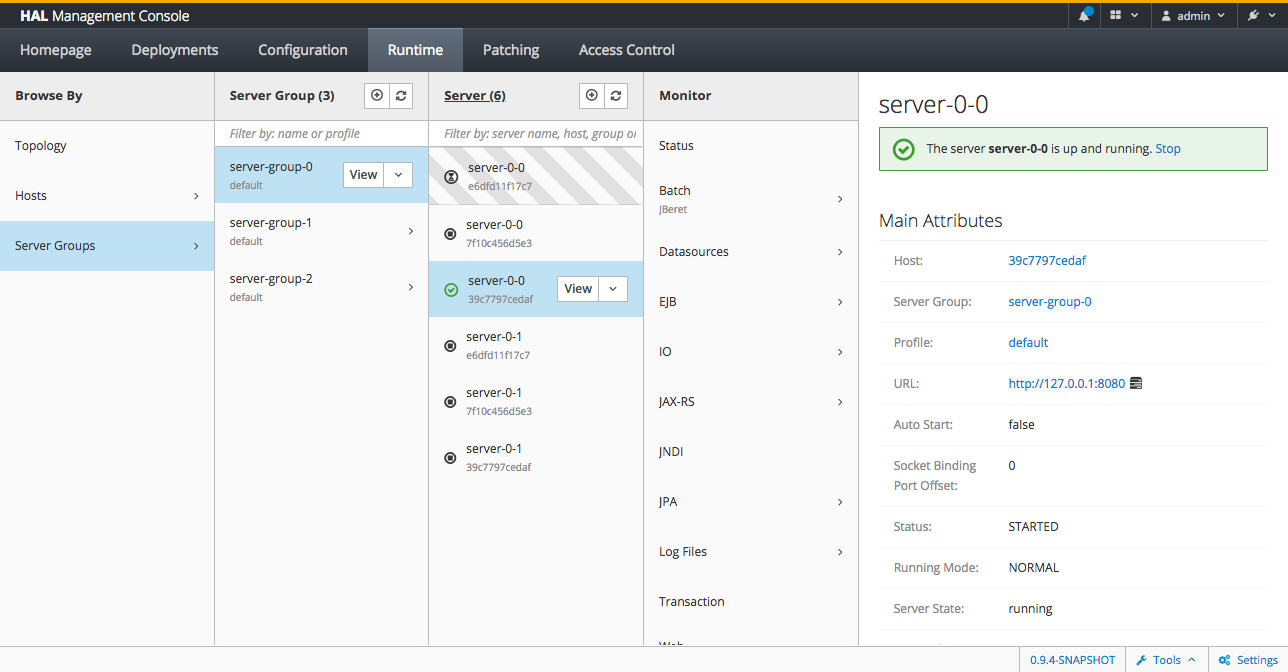 HAL Management Console
admin
Homepage
Deployments
Configuration
Runtime
Patching
Access Control
Browse By
Topology
Hosts
Server Groups
Server Group (3)
Filter by: name or profile
server-group-0
default
View
server-group-1
default
server-group-2
default
Server (6)
Filter by: server name, host, group or
server-0-0
e6dfd11f17c7
server-0-0
7f10c456d5e3
server-0-0
39c7797cedaf
View
server-0-1
e6dfd11f17c7
server-0-1
7f10c456d5e3
server-0-1
39c7797cedaf
Monitor
Status
Batch
JBeret
Datasources
EJB
IO
JAX-RS
JNDI
JPA
Log Files
Transaction
server-0-0
The server server-0-0 is up and running. Stop
Main Attributes
Host: 39c7797cedaf
Server Group: server-group-0
Profile: default
URL: http://127.0.0.1:8080
Auto Start: false
Socket Binding 0
Port Offset:
Status: STARTED
Running Mode: NORMAL
Server State: running
0.9.4-SNAPSHOT
Tools
Settings